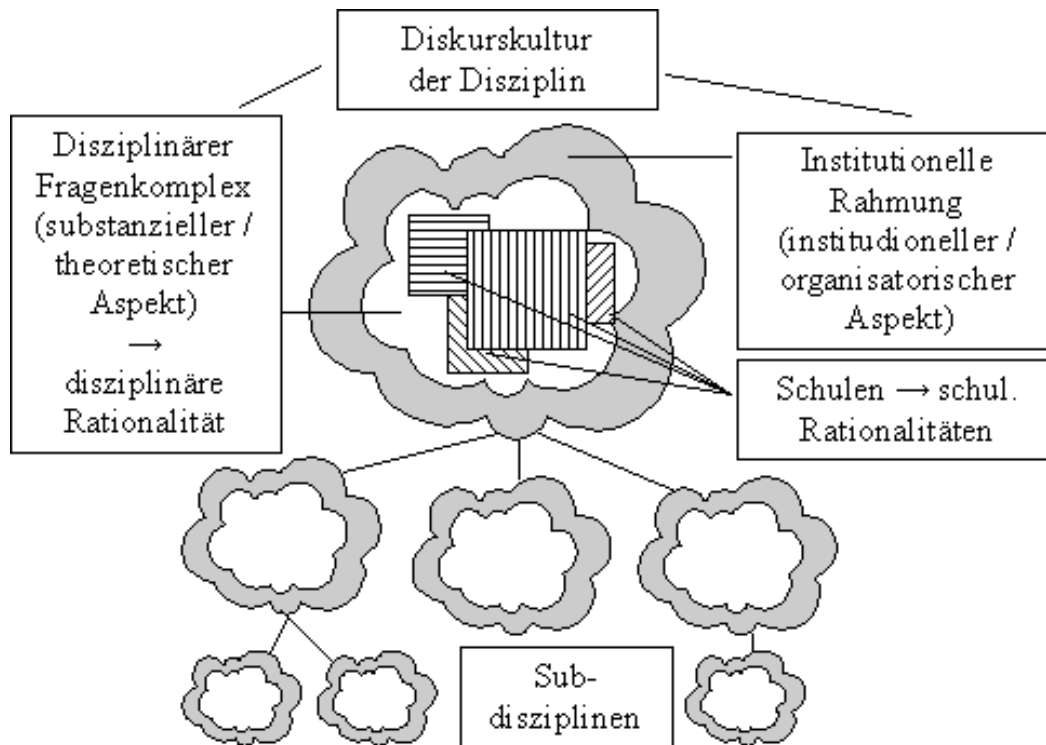 Diskurskultur
der Disziplin
Disziplinärer
Fragenkomplex
(substanzieller /
theoretischer
Aspekt)
→
disziplinäre
Rationalität
Institutionelle
Rahmung
(institudioneller /
organisatorischer
Aspekt)
Schulen → schul.
Rationalitäten
Sub-
disziplinen